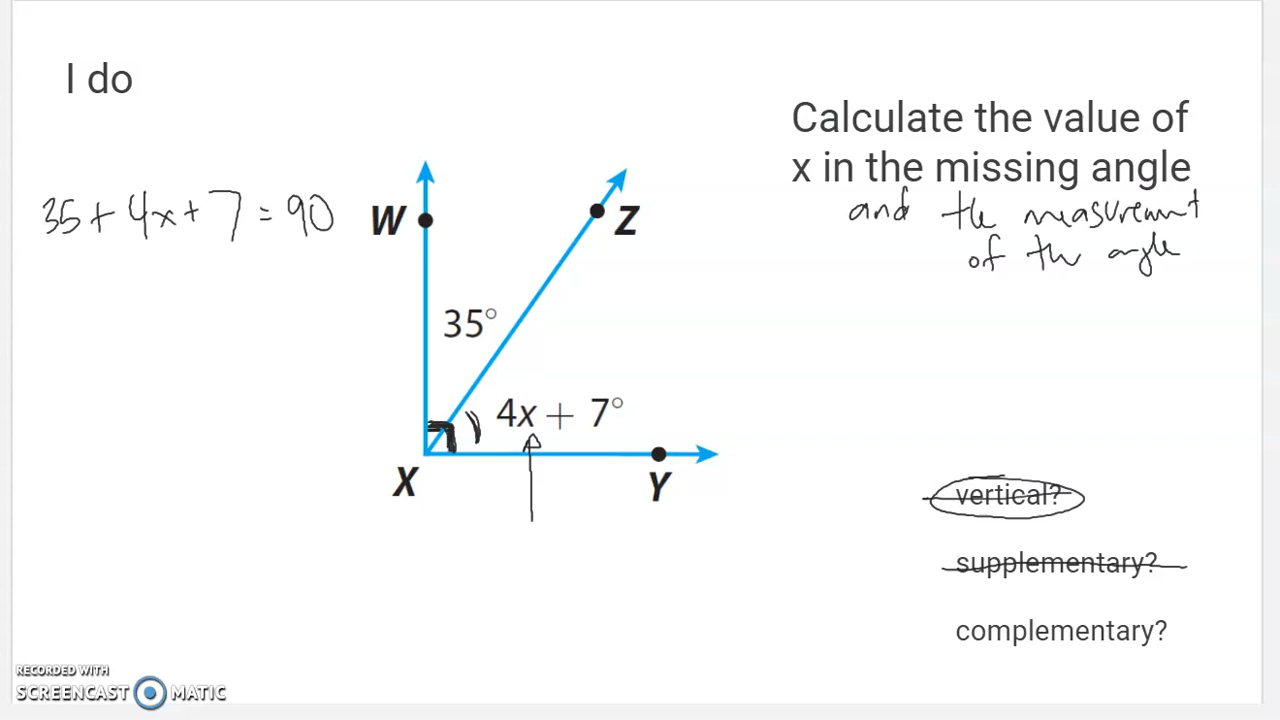 I do
Calculate the value of
x in the missing angle
and the measurement
of the angle
35 + 4x + 7 = 90
W
Z
35°
4x + 7°
X
Y
vertical?
supplementary?
complementary?
RECORDED WITH
SCREENCAST MATIC